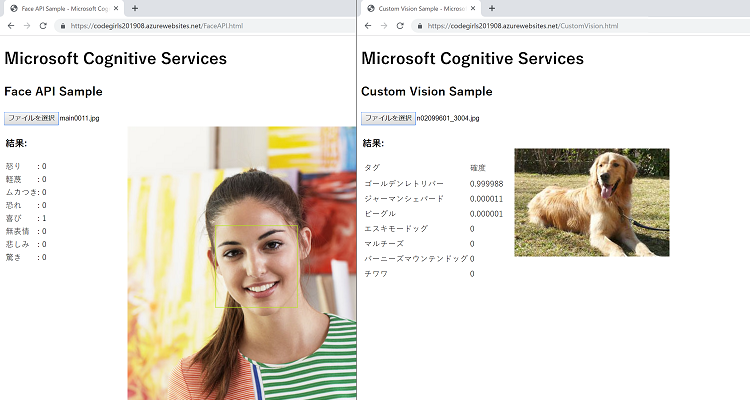 Face API Sample - Microsoft Cog
https://codegirls201908.azurewebsites.net/FaceAPI.html
Microsoft Cognitive Services
Face API Sample
ファイルを選択 main0011.jpg
結果:
怒り : 0
軽蔑 : 0
ムカつき : 0
恐れ : 0
喜び : 1
無表情 : 0
悲しみ : 0
驚き : 0
Custom Vision Sample - Microso
https://codegirls201908.azurewebsites.net/CustomVision.html
Microsoft Cognitive Services
Custom Vision Sample
ファイルを選択 n02099601_3004.jpg
結果:
タグ 確度
ゴールデンレトリバー 0.999988
ジャーマンシェパード 0.000011
ビーグル 0.000001
エスキモードッグ 0
マルチーズ 0
バーニーズマウンテンドッグ 0
チワワ 0